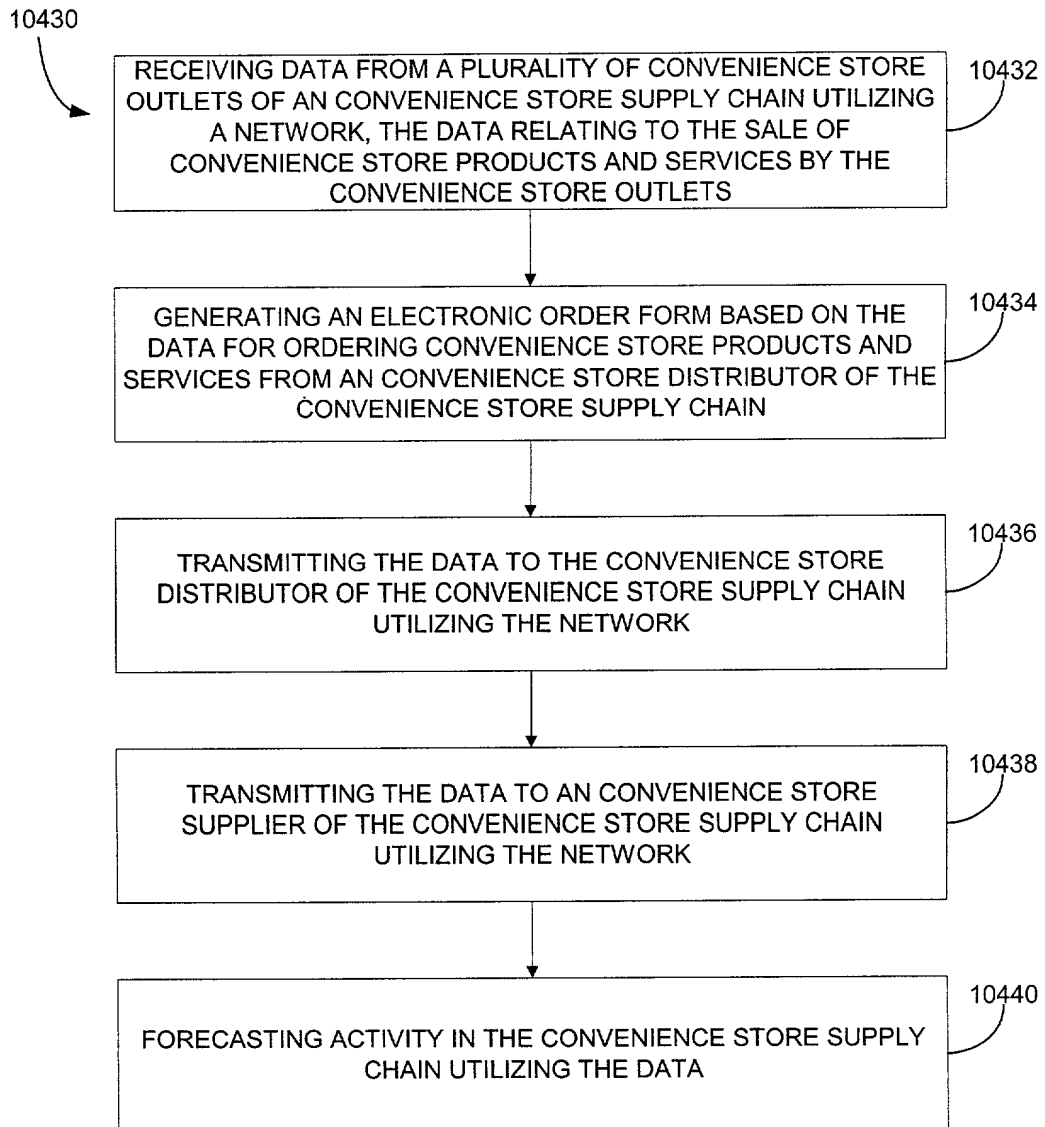 10430
RECEIVING DATA FROM A PLURALITY OF CONVENIENCE STORE
OUTLETS OF AN CONVENIENCE STORE SUPPLY CHAIN UTILIZING
A NETWORK, THE DATA RELATING TO THE SALE OF
CONVENIENCE STORE PRODUCTS AND SERVICES BY THE
CONVENIENCE STORE OUTLETS
10432
GENERATING AN ELECTRONIC ORDER FORM BASED ON THE
DATA FOR ORDERING CONVENIENCE STORE PRODUCTS AND
SERVICES FROM AN CONVENIENCE STORE DISTRIBUTOR OF THE
CONVENIENCE STORE SUPPLY CHAIN
10434
TRANSMITTING THE DATA TO THE CONVENIENCE STORE
DISTRIBUTOR OF THE CONVENIENCE STORE SUPPLY CHAIN
UTILIZING THE NETWORK
10436
TRANSMITTING THE DATA TO AN CONVENIENCE STORE
SUPPLIER OF THE CONVENIENCE STORE SUPPLY CHAIN
UTILIZING THE NETWORK
10438
FORECASTING ACTIVITY IN THE CONVENIENCE STORE SUPPLY
CHAIN UTILIZING THE DATA
10440